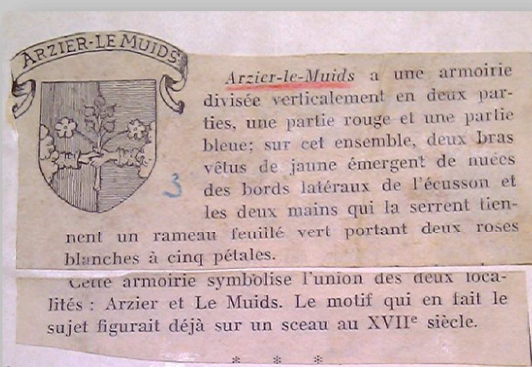 ARZIER-LE MUIDS
Arzier-le-Muids a une armoirie
divisée verticalement en deux par-
ties, une partie rouge et une partie
bleue; sur cet ensemble, deux bras
vêtus de jaune émergent de nuées
des bords latéraux de l'écusson et
les deux mains qui la serrent tien-
nent un rameau feuillé vert portant deux roses
blanches à cinq pétales.
3
Cette armoirie symbolise l'union des deux loca-
lités : Arzier et Le Muids. Le motif qui en fait le
sujet figurait déjà sur un sceau au XVIIe siècle.
* * *